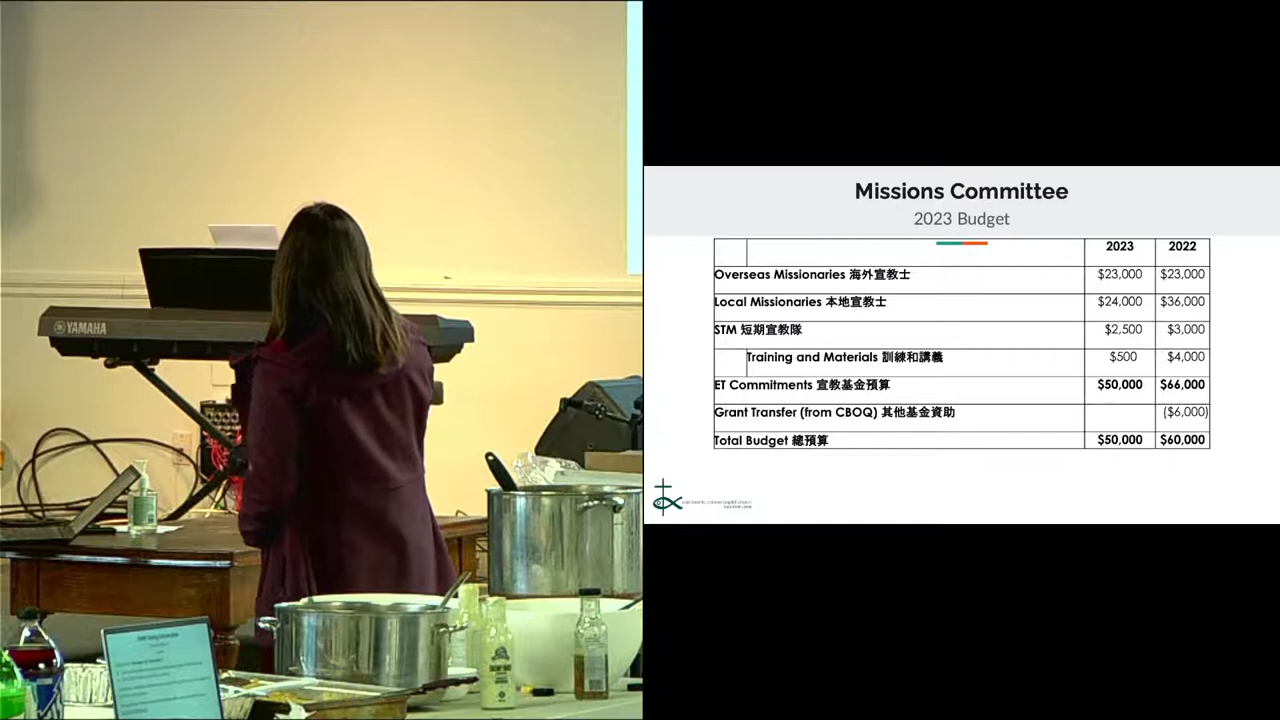 YAMAHA
Missions Committee
2023 Budget
2023 2022
Overseas Missionaries 海外宣教士 $23,000 $23,000
Local Missionaries 本地宣教士 $24,000 $36,000
STM 短期宣教隊 $2,500 $3,000
Training and Materials 訓練和講義 $500 $4,000
ET Commitments 宣教基金預算 $50,000 $66,000
Grant Transfer (from CBOQ) 其他基金資助 ($6,000)
Total Budget 總預算 $50,000 $60,000